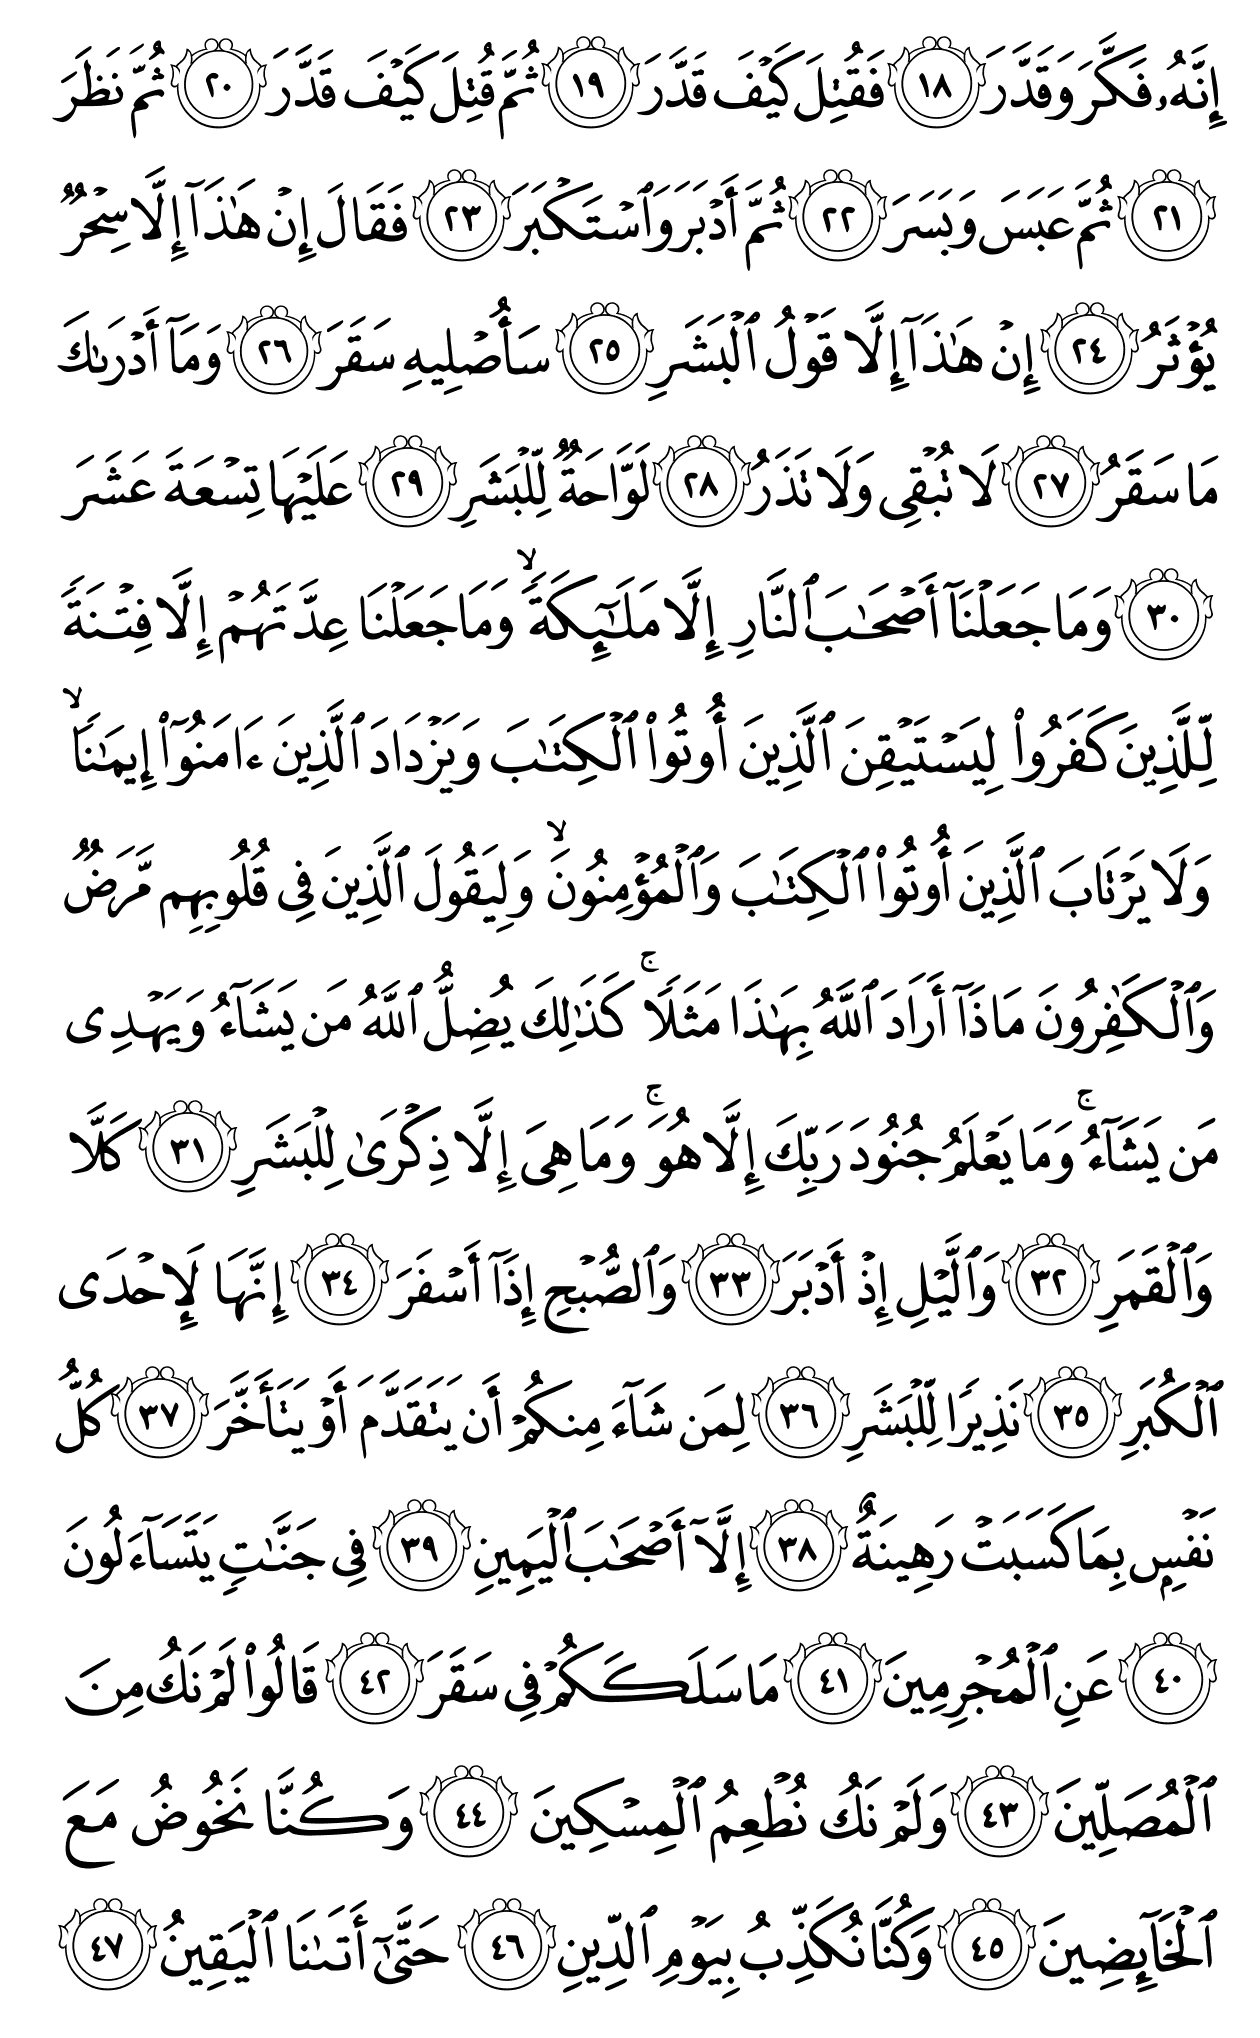 إِنَّهُۥ فَكَّرَ وَقَدَّرَ ١٨ فَقُتِلَ كَيْفَ قَدَّرَ ١٩ ثُمَّ قُتِلَ كَيْفَ قَدَّرَ ٢٠ ثُمَّ نَظَرَ
٢١ ثُمَّ عَبَسَ وَبَسَرَ ٢٢ ثُمَّ أَدْبَرَ وَٱسْتَكْبَرَ ٢٣ فَقَالَ إِنْ هَٰذَآ إِلَّا سِحْرٌ
يُؤْثَرُ ٢٤ إِنْ هَٰذَآ إِلَّا قَوْلُ ٱلْبَشَرِ ٢٥ سَأُصْلِيهِ سَقَرَ ٢٦ وَمَآ أَدْرَىٰكَ
مَا سَقَرُ ٢٧ لَا تُبْقِى وَلَا تَذَرُ ٢٨ لَوَّاحَةٌ لِّلْبَشَرِ ٢٩ عَلَيْهَا تِسْعَةَ عَشَرَ
٣٠ وَمَا جَعَلْنَآ أَصْحَٰبَ ٱلنَّارِ إِلَّا مَلَٰٓئِكَةً ۙ وَمَا جَعَلْنَا عِدَّتَهُمْ إِلَّا فِتْنَةً
لِّلَّذِينَ كَفَرُوا۟ لِيَسْتَيْقِنَ ٱلَّذِينَ أُوتُوا۟ ٱلْكِتَٰبَ وَيَزْدَادَ ٱلَّذِينَ ءَامَنُوٓا۟ إِيمَٰنًا ۙ
وَلَا يَرْتَابَ ٱلَّذِينَ أُوتُوا۟ ٱلْكِتَٰبَ وَٱلْمُؤْمِنُونَ ۙ وَلِيَقُولَ ٱلَّذِينَ فِى قُلُوبِهِم مَّرَضٌ
وَٱلْكَٰفِرُونَ مَاذَآ أَرَادَ ٱللَّهُ بِهَٰذَا مَثَلًا ۚ كَذَٰلِكَ يُضِلُّ ٱللَّهُ مَن يَشَآءُ وَيَهْدِى
مَن يَشَآءُ ۚ وَمَا يَعْلَمُ جُنُودَ رَبِّكَ إِلَّا هُوَ ۚ وَمَا هِىَ إِلَّا ذِكْرَىٰ لِلْبَشَرِ ٣١ كَلَّا
وَٱلْقَمَرِ ٣٢ وَٱلَّيْلِ إِذْ أَدْبَرَ ٣٣ وَٱلصُّبْحِ إِذَآ أَسْفَرَ ٣٤ إِنَّهَا لَإِحْدَى
ٱلْكُبَرِ ٣٥ نَذِيرًا لِّلْبَشَرِ ٣٦ لِمَن شَآءَ مِنكُمْ أَن يَتَقَدَّمَ أَوْ يَتَأَخَّرَ ٣٧ كُلُّ
نَفْسٍۭ بِمَا كَسَبَتْ رَهِينَةٌ ٣٨ إِلَّآ أَصْحَٰبَ ٱلْيَمِينِ ٣٩ فِى جَنَّٰتٍ يَتَسَآءَلُونَ
٤٠ عَنِ ٱلْمُجْرِمِينَ ٤١ مَا سَلَكَكُمْ فِى سَقَرَ ٤٢ قَالُوا۟ لَمْ نَكُ مِنَ
ٱلْمُصَلِّينَ ٤٣ وَلَمْ نَكُ نُطْعِمُ ٱلْمِسْكِينَ ٤٤ وَكُنَّا نَخُوضُ مَعَ
ٱلْخَآئِضِينَ ٤٥ وَكُنَّا نُكَذِّبُ بِيَوْمِ ٱلدِّينِ ٤٦ حَتَّىٰٓ أَتَىٰنَا ٱلْيَقِينُ ٤٧